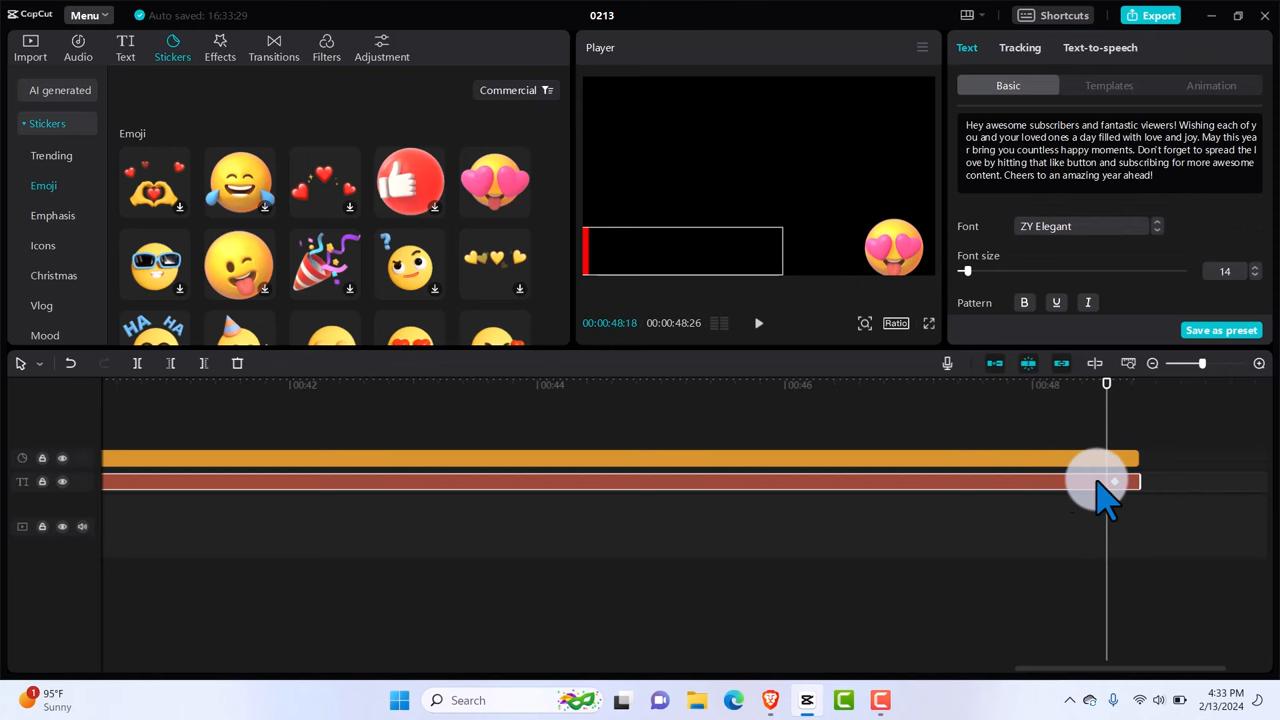 CapCut
Menu
Auto saved: 16:33:29
0213
Shortcuts
Export
Import
Audio
Text
Stickers
Effects
Transitions
Filters
Adjustment
AI generated
Stickers
Trending
Emoji
Emphasis
Icons
Christmas
Vlog
Mood
Commercial
Emoji
HA HA
Player
00:00:48:18
00:00:48:26
Ratio
Text
Tracking
Text-to-speech
Basic
Templates
Animation
Hey awesome subscribers and fantastic viewers! Wishing each of y
ou and your loved ones a day filled with love and joy. May this yea
r bring you countless happy moments. Don't forget to spread the l
ove by hitting that like button and subscribing for more awesome
content. Cheers to an amazing year ahead!
Font
ZY Elegant
Font size
14
Pattern
B
U
I
Save as preset
00:42
00:44
00:46
00:48
TI
1
95°F
Sunny
Search
4:33 PM
2/13/2024